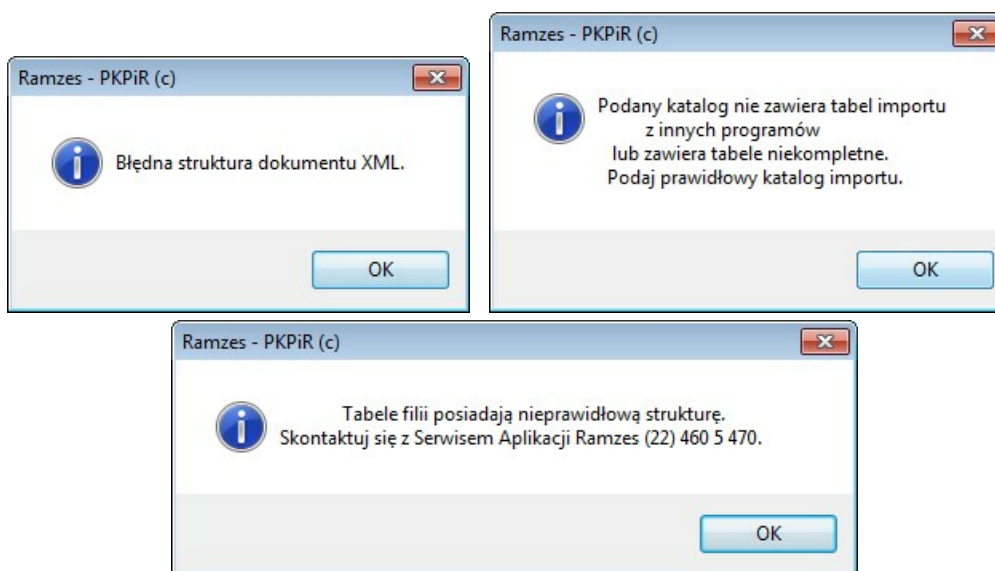 Ramzes - PKPiR (c)
Błędna struktura dokumentu XML.
OK
Ramzes - PKPiR (c)
Podany katalog nie zawiera tabel importu
z innych programów
lub zawiera tabele niekompletne.
Podaj prawidłowy katalog importu.
OK
Ramzes - PKPiR (c)
Tabele filii posiadają nieprawidłową strukturę.
Skontaktuj się z Serwisem Aplikacji Ramzes (22) 460 5 470.
OK